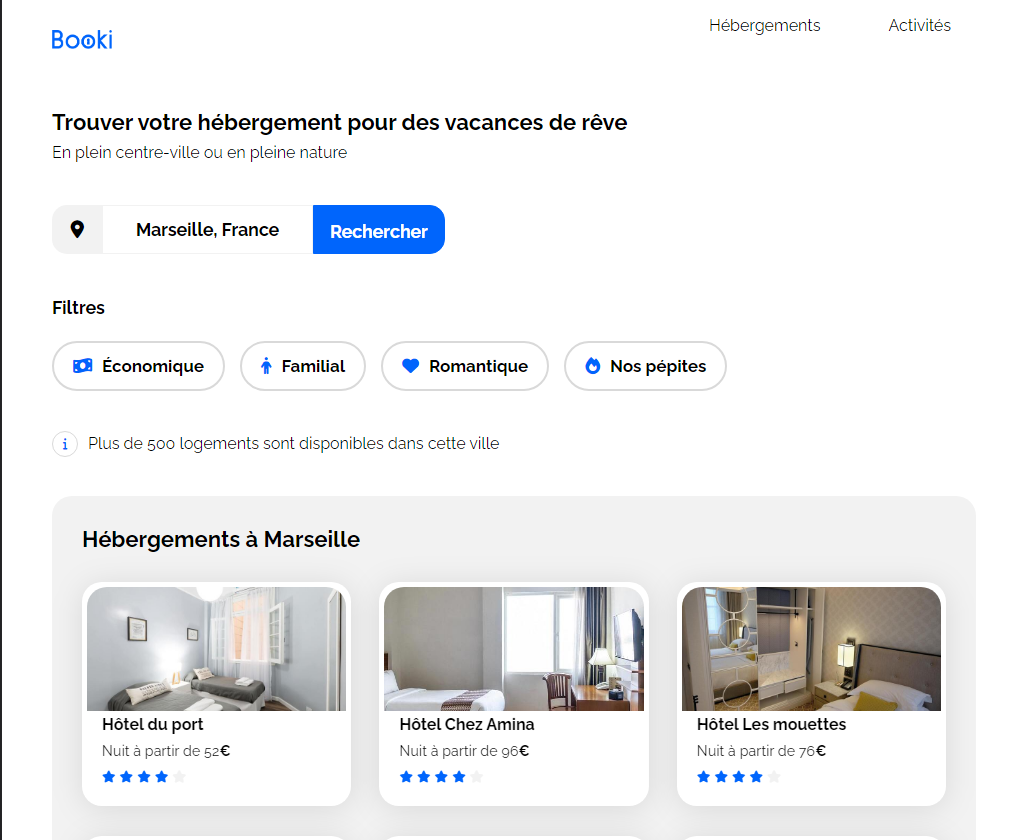 Booki
Hébergements Activités
Trouver votre hébergement pour des vacances de rêve
En plein centre-ville ou en pleine nature
Marseille, France Rechercher
Filtres
Économique Familial Romantique Nos pépites
Plus de 500 logements sont disponibles dans cette ville
Hébergements à Marseille
Hôtel du port Hôtel Chez Amina Hôtel Les mouettes
Nuit à partir de 52€ Nuit à partir de 96€ Nuit à partir de 76€